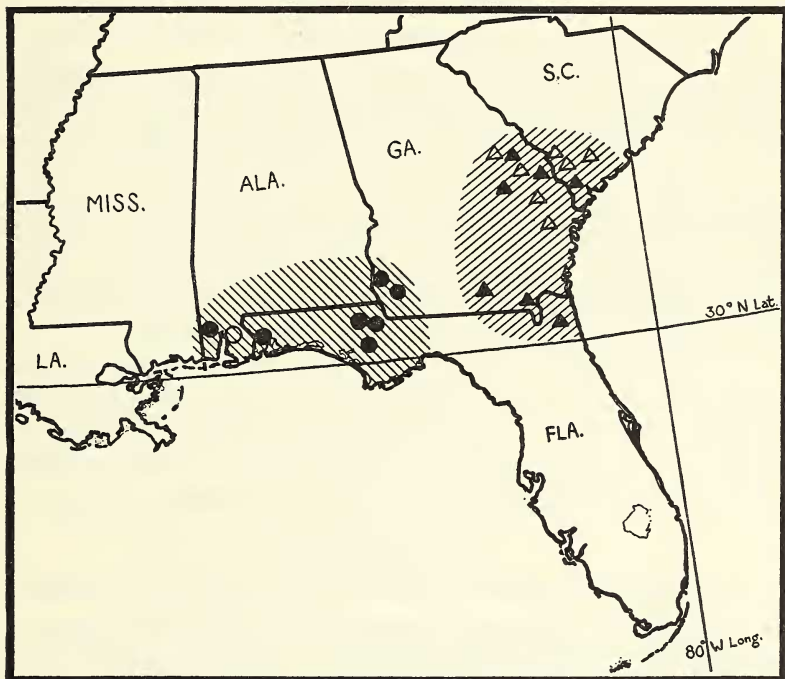 S.C.
GA.
ALA.
MISS.
30° N Lat.
LA.
FLA.
80° W Long.